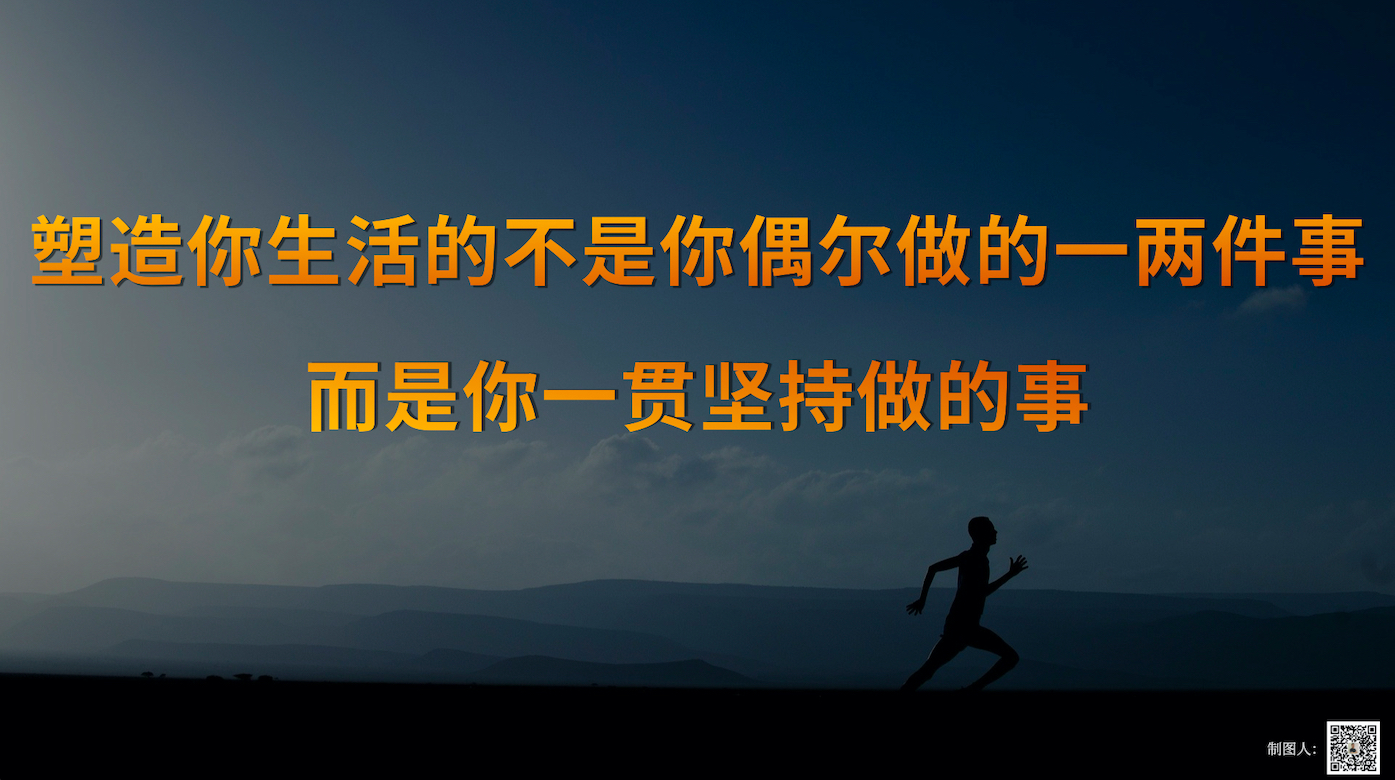 塑造你生活的不是你偶尔做的一两件事
而是你一贯坚持做的事
制图人：